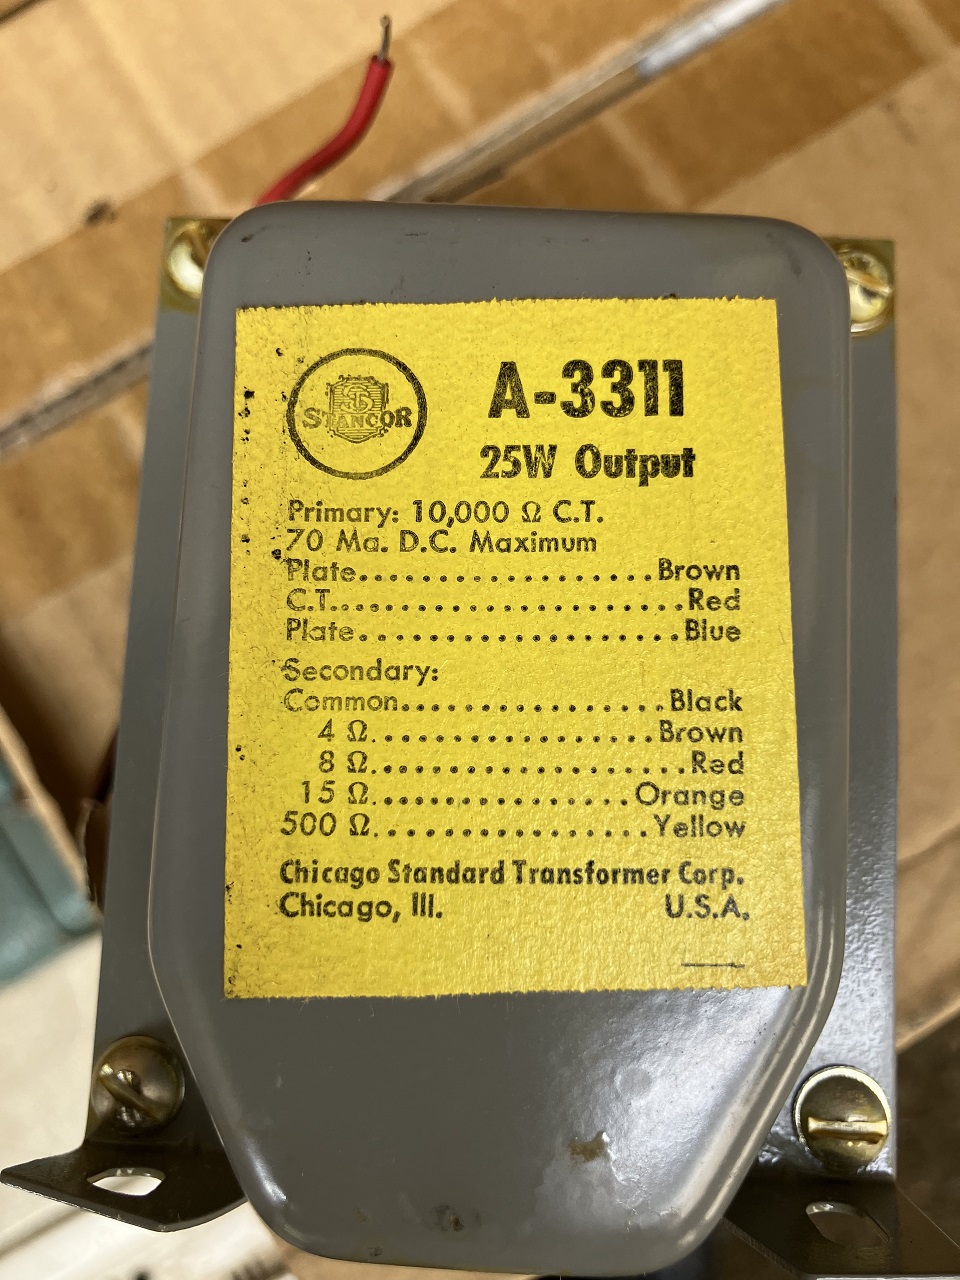 STANCOR
A-3311
25W Output
Primary: 10,000 Ω C.T.
70 Ma. D.C. Maximum
Plate..................Brown
C.T........................Red
Plate....................Blue
Secondary:
Common.................Black
4 Ω..................Brown
8 Ω....................Red
15 Ω................Orange
500 Ω.................Yellow
Chicago Standard Transformer Corp.
Chicago, Ill. U.S.A.